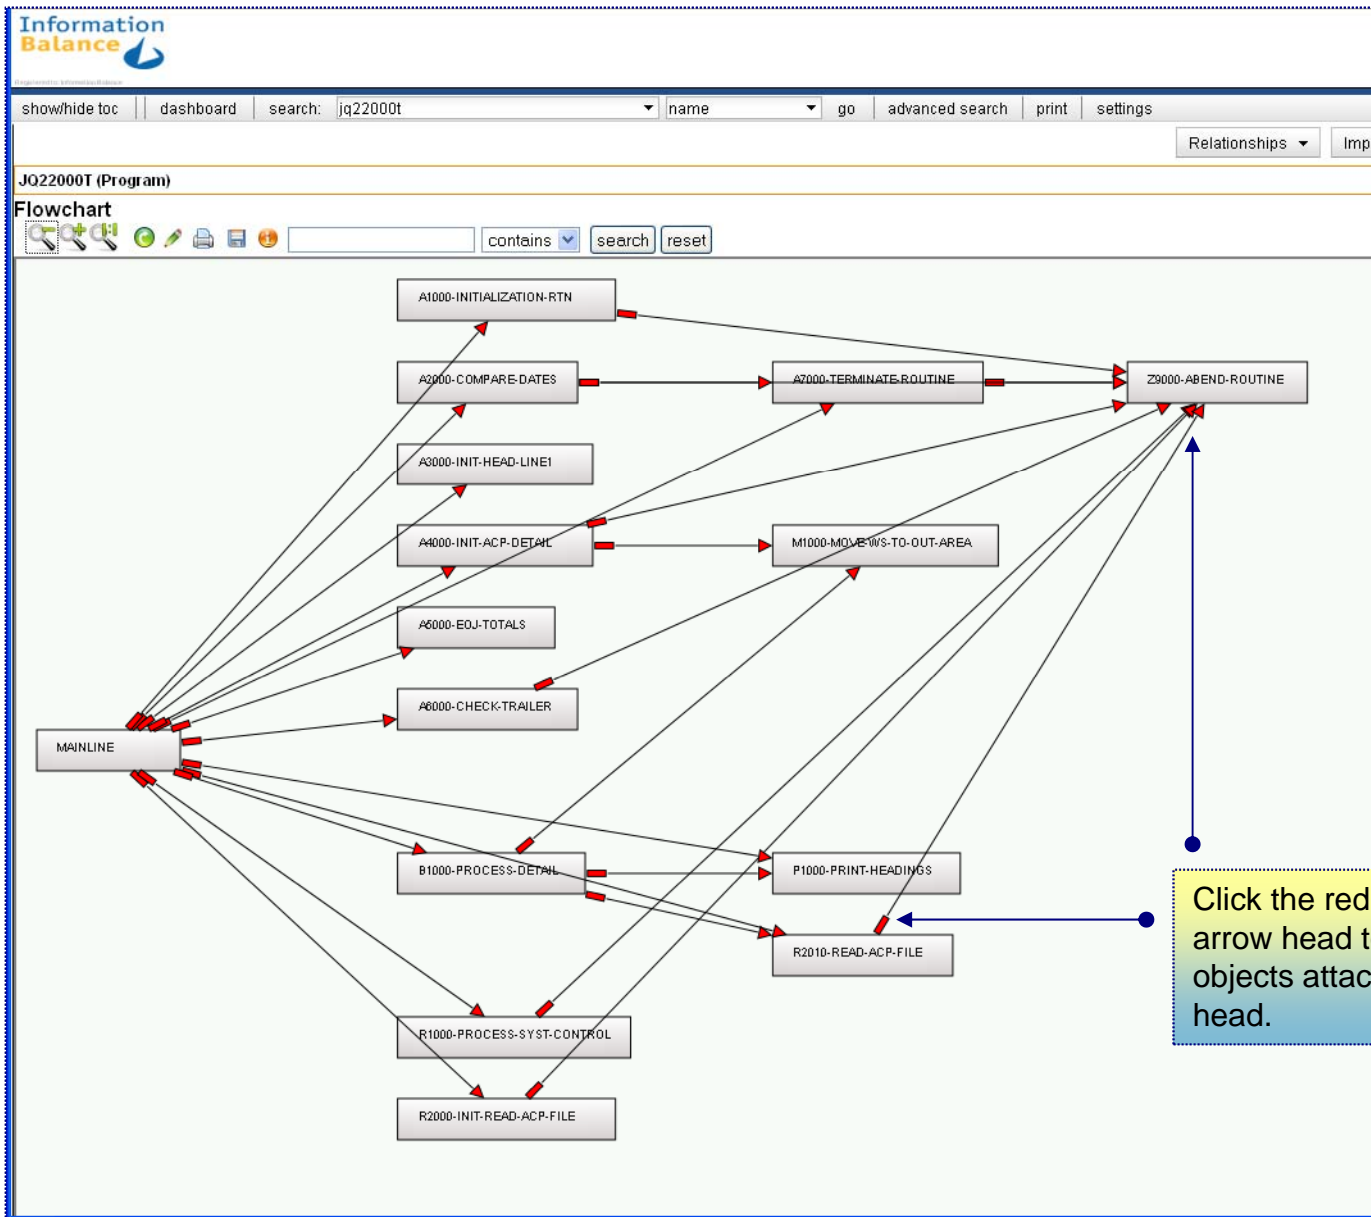 Information
Balance
Registered to: Information Balance
show/hide toc dashboard search: jq22000t name go advanced search print settings
Relationships Imp
JQ22000T (Program)
Flowchart
contains search reset
A1000-INITIALIZATION-RTN
A2000-COMPARE-DATES A7000-TERMINATE-ROUTINE Z9000-ABEND-ROUTINE
A3000-INIT-HEAD-LINE1
A4000-INIT-ACP-DETAIL M1000-MOVE-WS-TO-OUT-AREA
A5000-EOJ-TOTALS
A6000-CHECK-TRAILER
MAINLINE
B1000-PROCESS-DETAIL P1000-PRINT-HEADINGS
R2010-READ-ACP-FILE
Click the red
arrow head t
objects attac
head.
R1000-PROCESS-SYST-CONTROL
R2000-INIT-READ-ACP-FILE